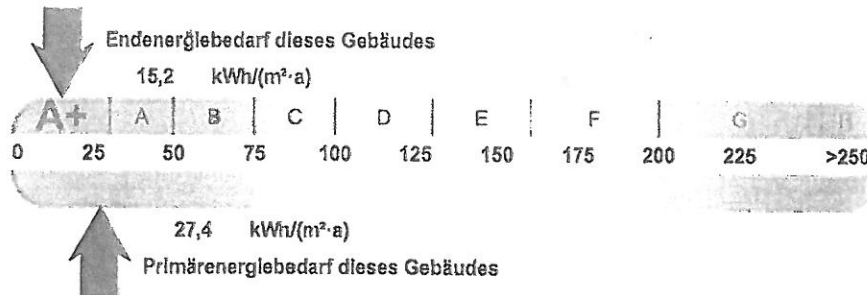 Endenergiebedarf dieses Gebäudes
15,2 kWh/(m²·a)
A+ A B C D E F G H
0 25 50 75 100 125 150 175 200 225 >250
27,4 kWh/(m²·a)
Primärenergiebedarf dieses Gebäudes